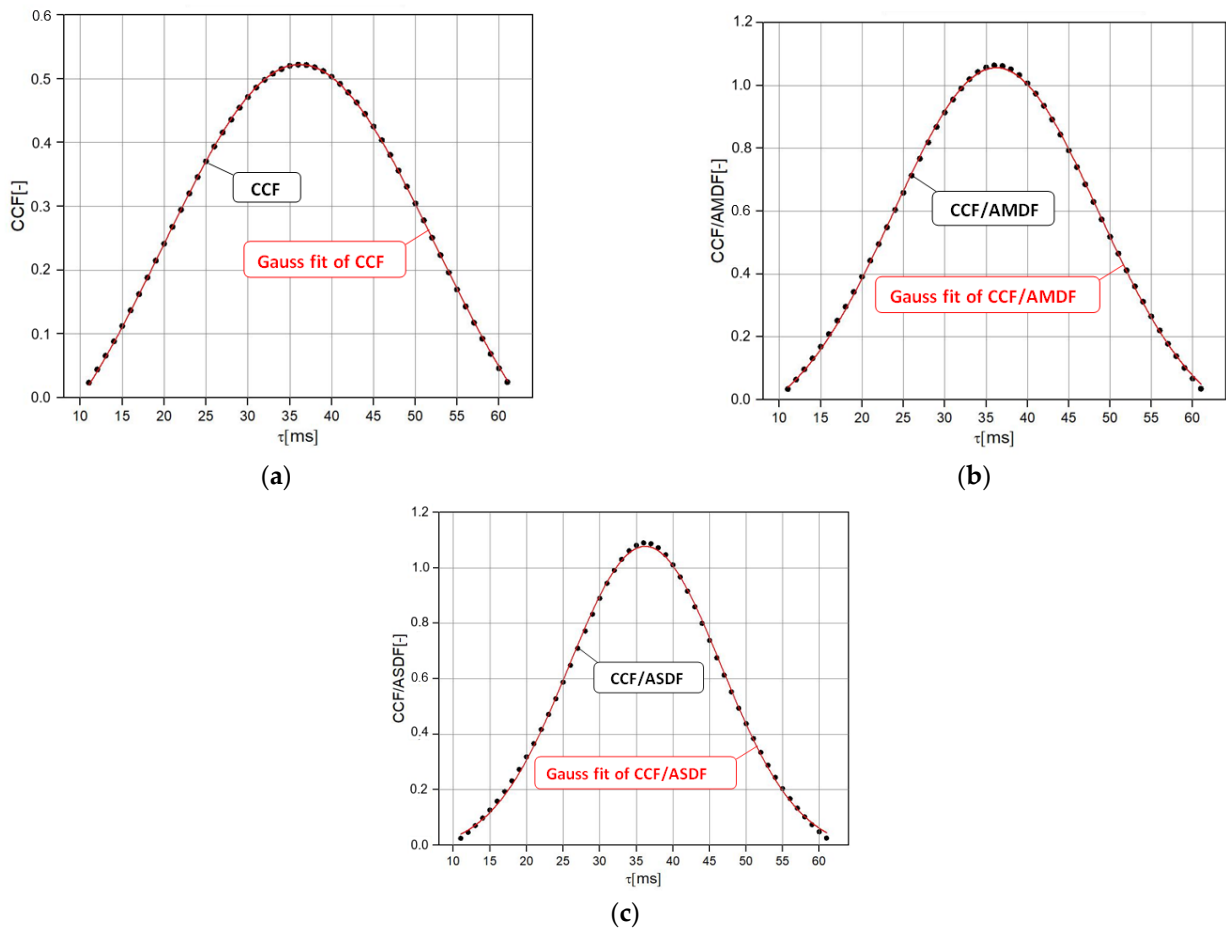 0.6
0.5
0.4
0.3
0.2
0.1
0.0
CCF[-]
CCF
Gauss fit of CCF
10 15 20 25 30 35 40 45 50 55 60
τ[ms]
(a)
1.2
1.0
0.8
0.6
0.4
0.2
0.0
CCF/AMDF[-]
CCF/AMDF
Gauss fit of CCF/AMDF
10 15 20 25 30 35 40 45 50 55 60
τ[ms]
(b)
1.2
1.0
0.8
0.6
0.4
0.2
0.0
CCF/ASDF[-]
CCF/ASDF
Gauss fit of CCF/ASDF
10 15 20 25 30 35 40 45 50 55 60
τ[ms]
(c)